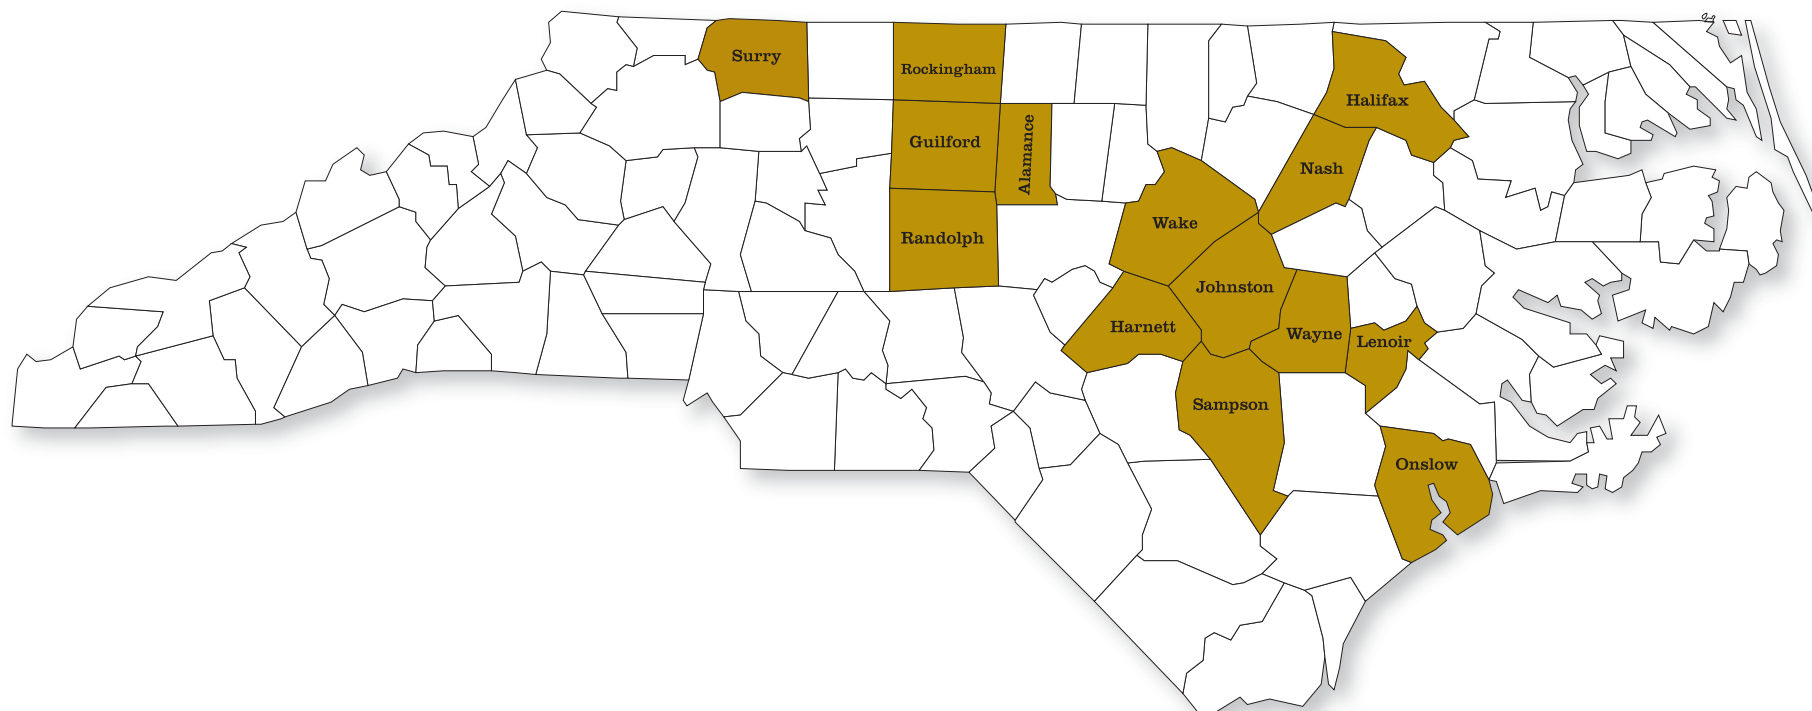 Surry
Rockingham
Halifax
Guilford
Alamance
Nash
Wake
Randolph
Johnston
Harnett
Wayne
Lenoir
Sampson
Onslow